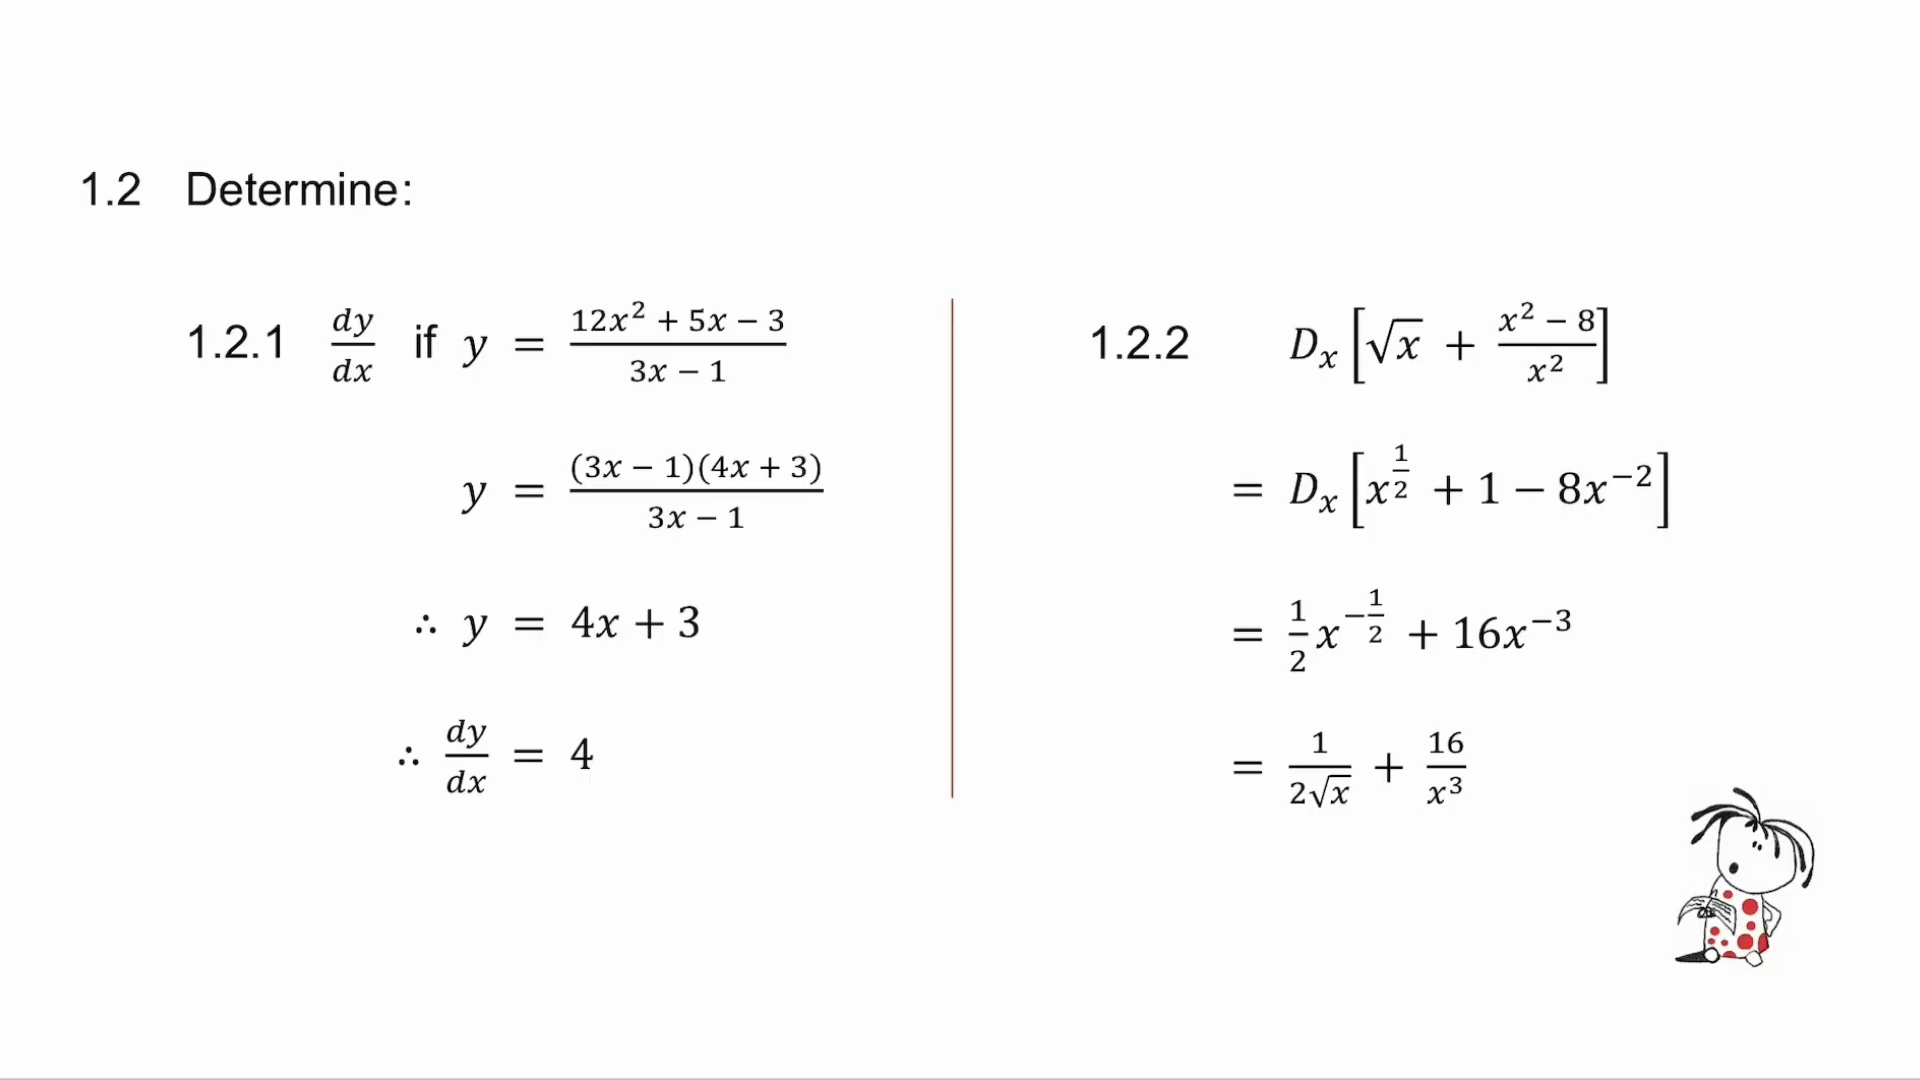 1.2 Determine:
1.2.1 dy/dx if y = (12x² + 5x − 3)/(3x − 1)
y = ((3x − 1)(4x + 3))/(3x − 1)
∴ y = 4x + 3
∴ dy/dx = 4
1.2.2 Dₓ[√x + (x² − 8)/x²]
= Dₓ[x^(1/2) + 1 − 8x⁻²]
= 1/2 x^(−1/2) + 16x⁻³
= 1/(2√x) + 16/x³